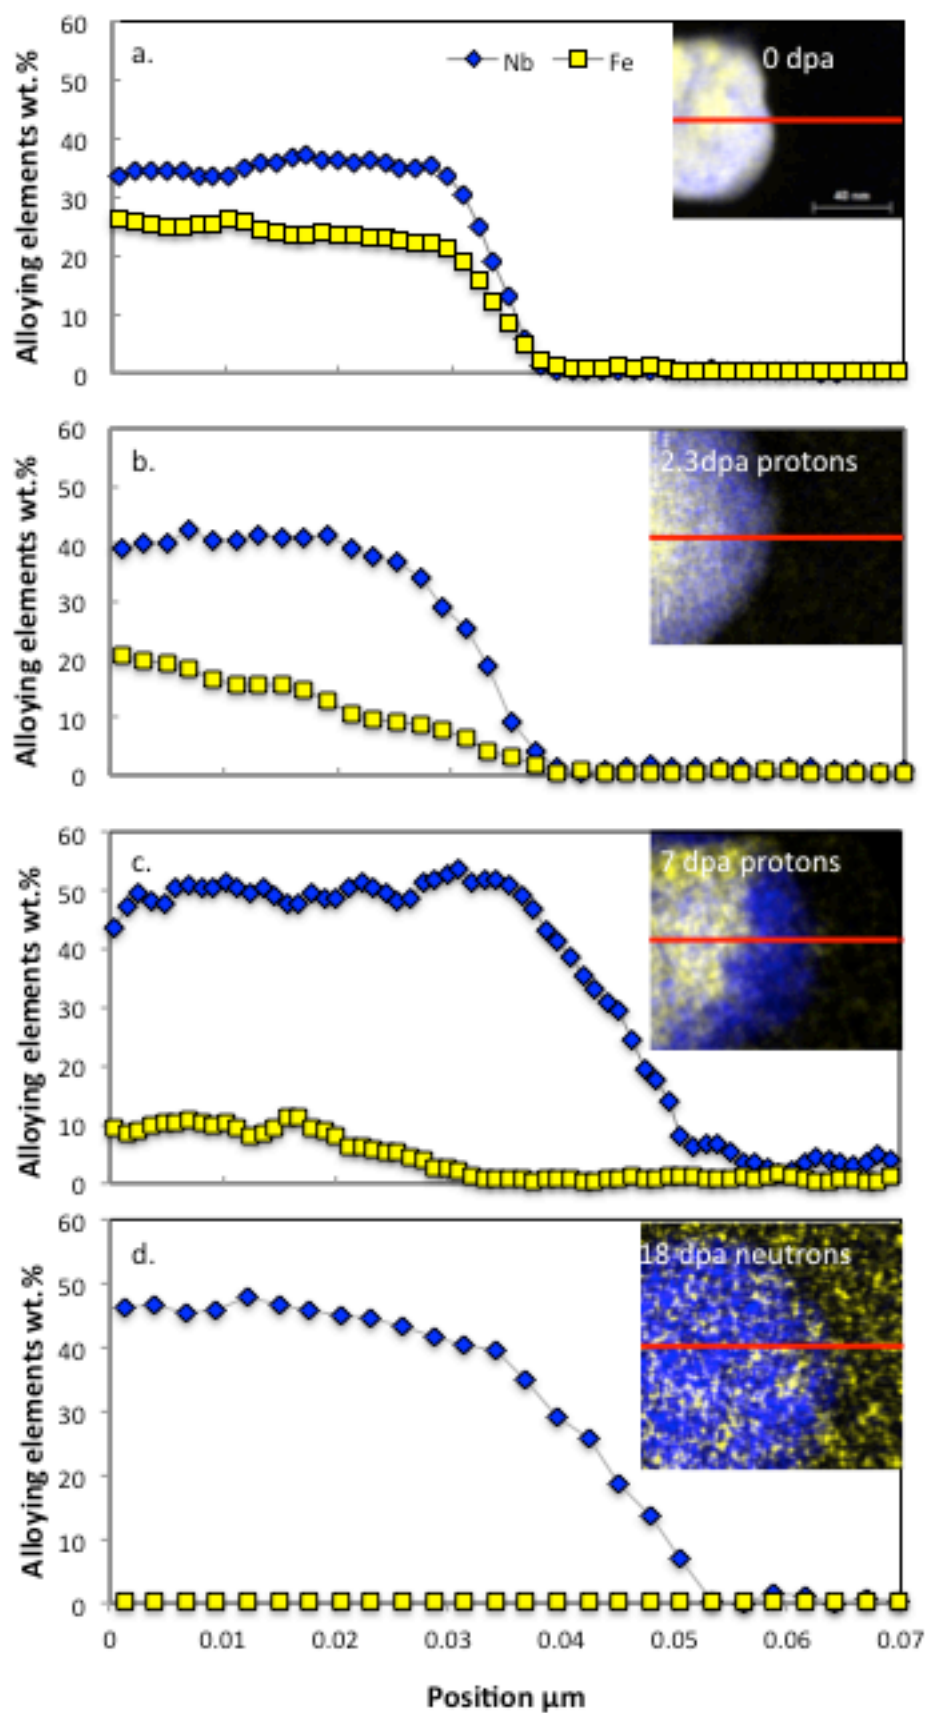 Alloying elements wt.%
60
50
40
30
20
10
0
a.
Nb
Fe
0 dpa
40 nm
Alloying elements wt.%
60
50
40
30
20
10
0
b.
2.3dpa protons
Alloying elements wt.%
60
50
40
30
20
10
0
c.
7 dpa protons
Alloying elements wt.%
60
50
40
30
20
10
0
d.
18 dpa neutrons
0 0.01 0.02 0.03 0.04 0.05 0.06 0.07
Position µm